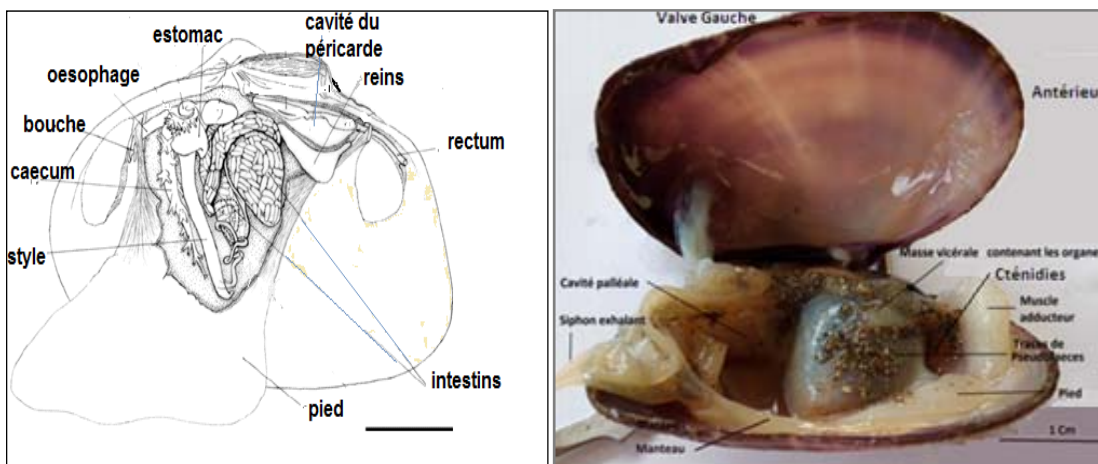 estomac
cavité du
péricarde
oesophage
reins
bouche
rectum
caecum
style
intestins
pied
Valve Gauche
Antérieu
Masse vicérale contenant les organe
Cténidies
Cavité palléale
Muscle
adducteur
Siphon exhalant
Traces de
Pseudofaeces
Pied
Manteau
1 Cm